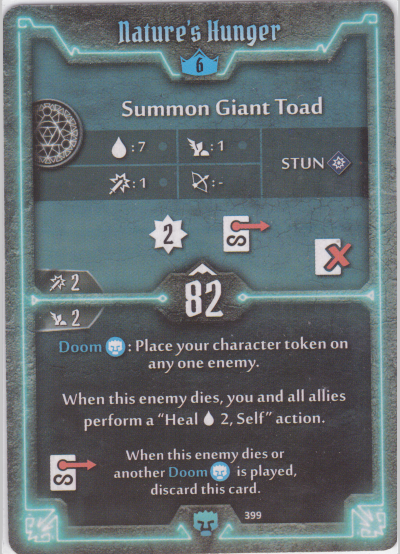 Nature's Hunger
6
Summon Giant Toad
: 7 : 1
STUN
: 1 : -
2
2
82
2
Doom : Place your character token on
any one enemy.
When this enemy dies, you and all allies
perform a “Heal 2, Self” action.
When this enemy dies or
another Doom is played,
discard this card.
399